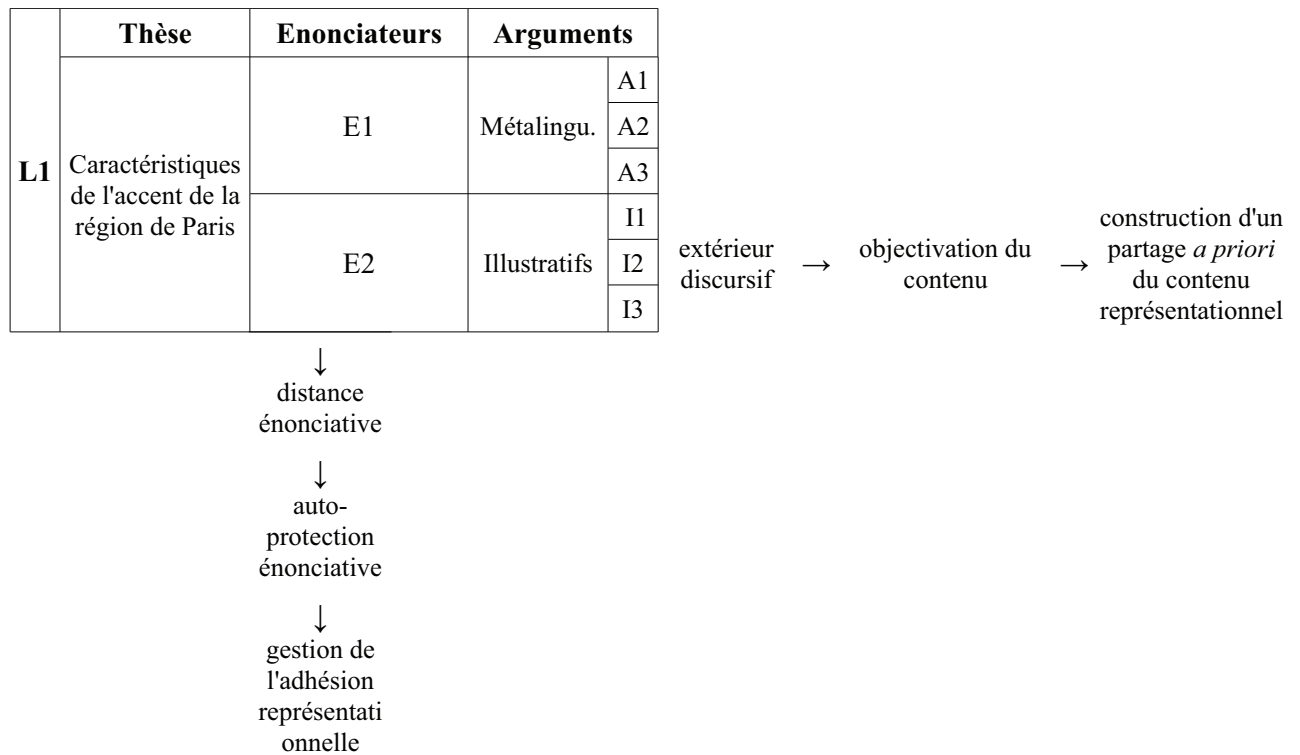 Thèse Enonciateurs Arguments
L1
Caractéristiques
de l'accent de la
région de Paris
E1
Métalingu.
A1
A2
A3
E2
Illustratifs
I1
I2
I3
extérieur
discursif
→
objectivation du
contenu
→
construction d'un
partage a priori
du contenu
représentationnel
↓
distance
énonciative
↓
auto-
protection
énonciative
↓
gestion de
l'adhésion
représentati
onnelle